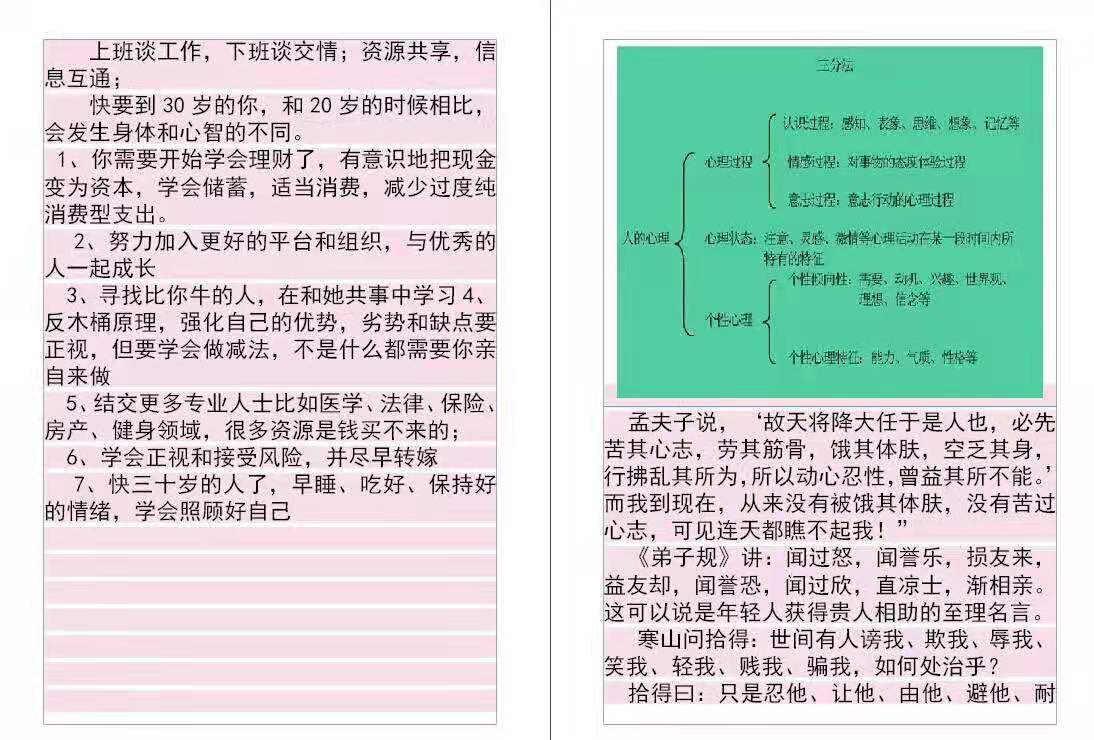 上班谈工作，下班谈交情；资源共享，信
息互通；
快要到 30 岁的你，和 20 岁的时候相比，
会发生身体和心智的不同。
1、你需要开始学会理财了，有意识地把现金
变为资本，学会储蓄，适当消费，减少过度纯
消费型支出。
2、努力加入更好的平台和组织，与优秀的
人一起成长
3、寻找比你牛的人，在和她共事中学习 4、
反木桶原理，强化自己的优势，劣势和缺点要
正视，但要学会做减法，不是什么都需要你亲
自来做
5、结交更多专业人士比如医学、法律、保险、
房产、健身领域，很多资源是钱买不来的；
6、学会正视和接受风险，并尽早转嫁
7、快三十岁的人了，早睡、吃好、保持好
的情绪，学会照顾好自己
三分法
人的心理
心理过程
认识过程：感知、表象、思维、想象、记忆等
情感过程：对事物的态度体验过程
意志过程：意志行动的心理过程
心理状态：注意、灵感、激情等心理活动在某一段时间内所
特有的特征
个性心理
个性倾向性：需要、动机、兴趣、世界观、
理想、信念等
个性心理特征：能力、气质、性格等
孟夫子说，‘故天将降大任于是人也，必先
苦其心志，劳其筋骨，饿其体肤，空乏其身，
行拂乱其所为，所以动心忍性，曾益其所不能。’
而我到现在，从来没有被饿其体肤，没有苦过
心志，可见连天都瞧不起我！”
《弟子规》讲：闻过怒，闻誉乐，损友来，
益友却，闻誉恐，闻过欣，直凉士，渐相亲。
这可以说是年轻人获得贵人相助的至理名言。
寒山问拾得：世间有人谤我、欺我、辱我、
笑我、轻我、贱我、骗我，如何处治乎？
拾得曰：只是忍他、让他、由他、避他、耐